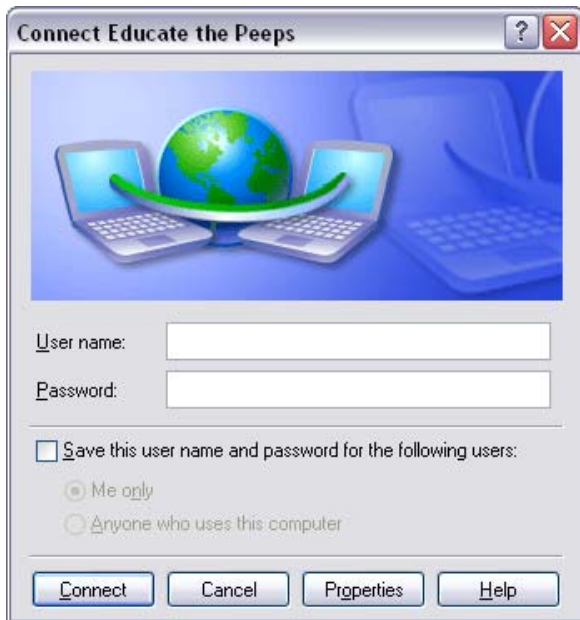 Connect Educate the Peeps
User name:
Password:
Save this user name and password for the following users:
Me only
Anyone who uses this computer
Connect Cancel Properties Help